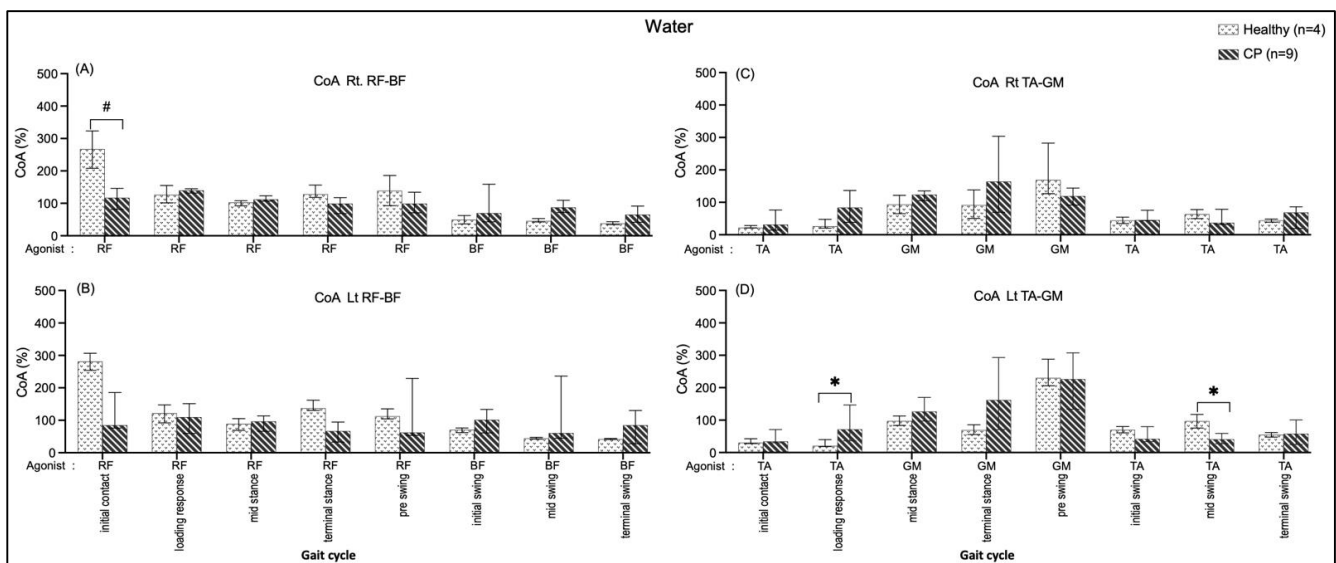 Water
Healthy (n=4)
CP (n=9)
(A)
CoA Rt. RF-BF
#
CoA (%)
500
400
300
200
100
0
Agonist : RF RF RF RF RF BF BF BF
(B)
CoA Lt RF-BF
CoA (%)
500
400
300
200
100
0
Agonist : RF RF RF RF RF BF BF BF
initial contact
loading response
mid stance
terminal stance
pre swing
initial swing
mid swing
terminal swing
Gait cycle
(C)
CoA Rt TA-GM
CoA (%)
500
400
300
200
100
0
Agonist : TA TA GM GM GM TA TA TA
(D)
CoA Lt TA-GM
* *
CoA (%)
500
400
300
200
100
0
Agonist : TA TA GM GM GM TA TA TA
initial contact
loading response
mid stance
terminal stance
pre swing
initial swing
mid swing
terminal swing
Gait cycle